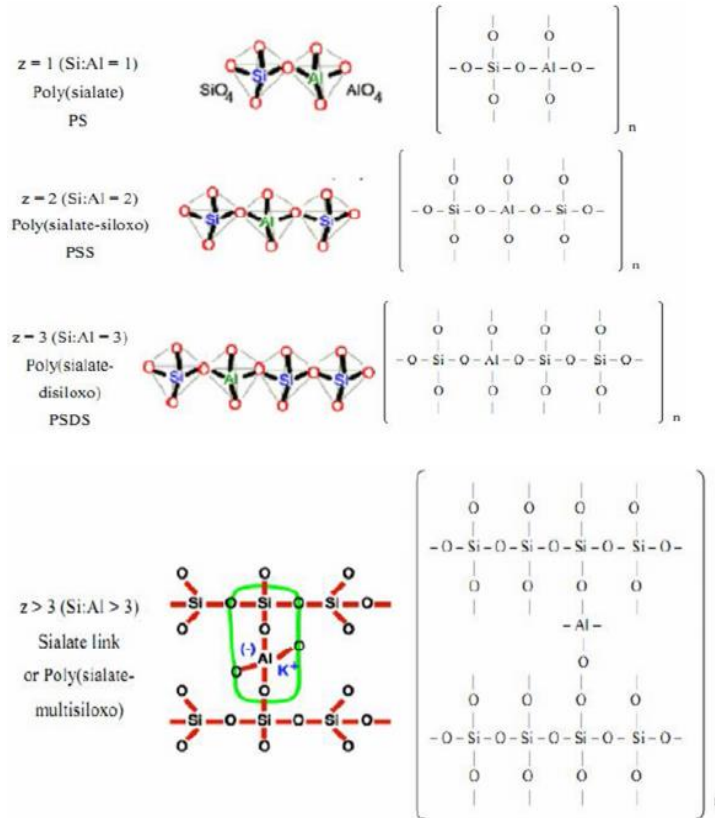 z = 1 (Si:Al = 1)
Poly(sialate)
PS
O O O O
Si O Al
SiO₄ O O AlO₄
O O
– O – Si – O – Al – O –
O O
n
z = 2 (Si:Al = 2)
Poly(sialate-siloxo)
PSS
O O O
O Si O Al O Si O
O O O
O O O
– O – Si – O – Al – O – Si – O –
O O O
n
z = 3 (Si:Al = 3)
Poly(sialate-
disiloxo)
PSDS
O O O O
O Si O Al O Si O Si O
O O O O
O O O O
– O – Si – O – Al – O – Si – O – Si – O –
O O O O
n
z > 3 (Si:Al > 3)
Sialate link
or Poly(sialate-
multisiloxo)
O O O
Si O Si O Si O
O O O
(-) O
Al
O K⁺
O O O
Si O Si O Si O
O O O
O O O O
– O – Si – O – Si – O – Si – O – Si – O –
O O O O
– Al –
O
O O O O
– O – Si – O – Si – O – Si – O – Si – O –
O O O O